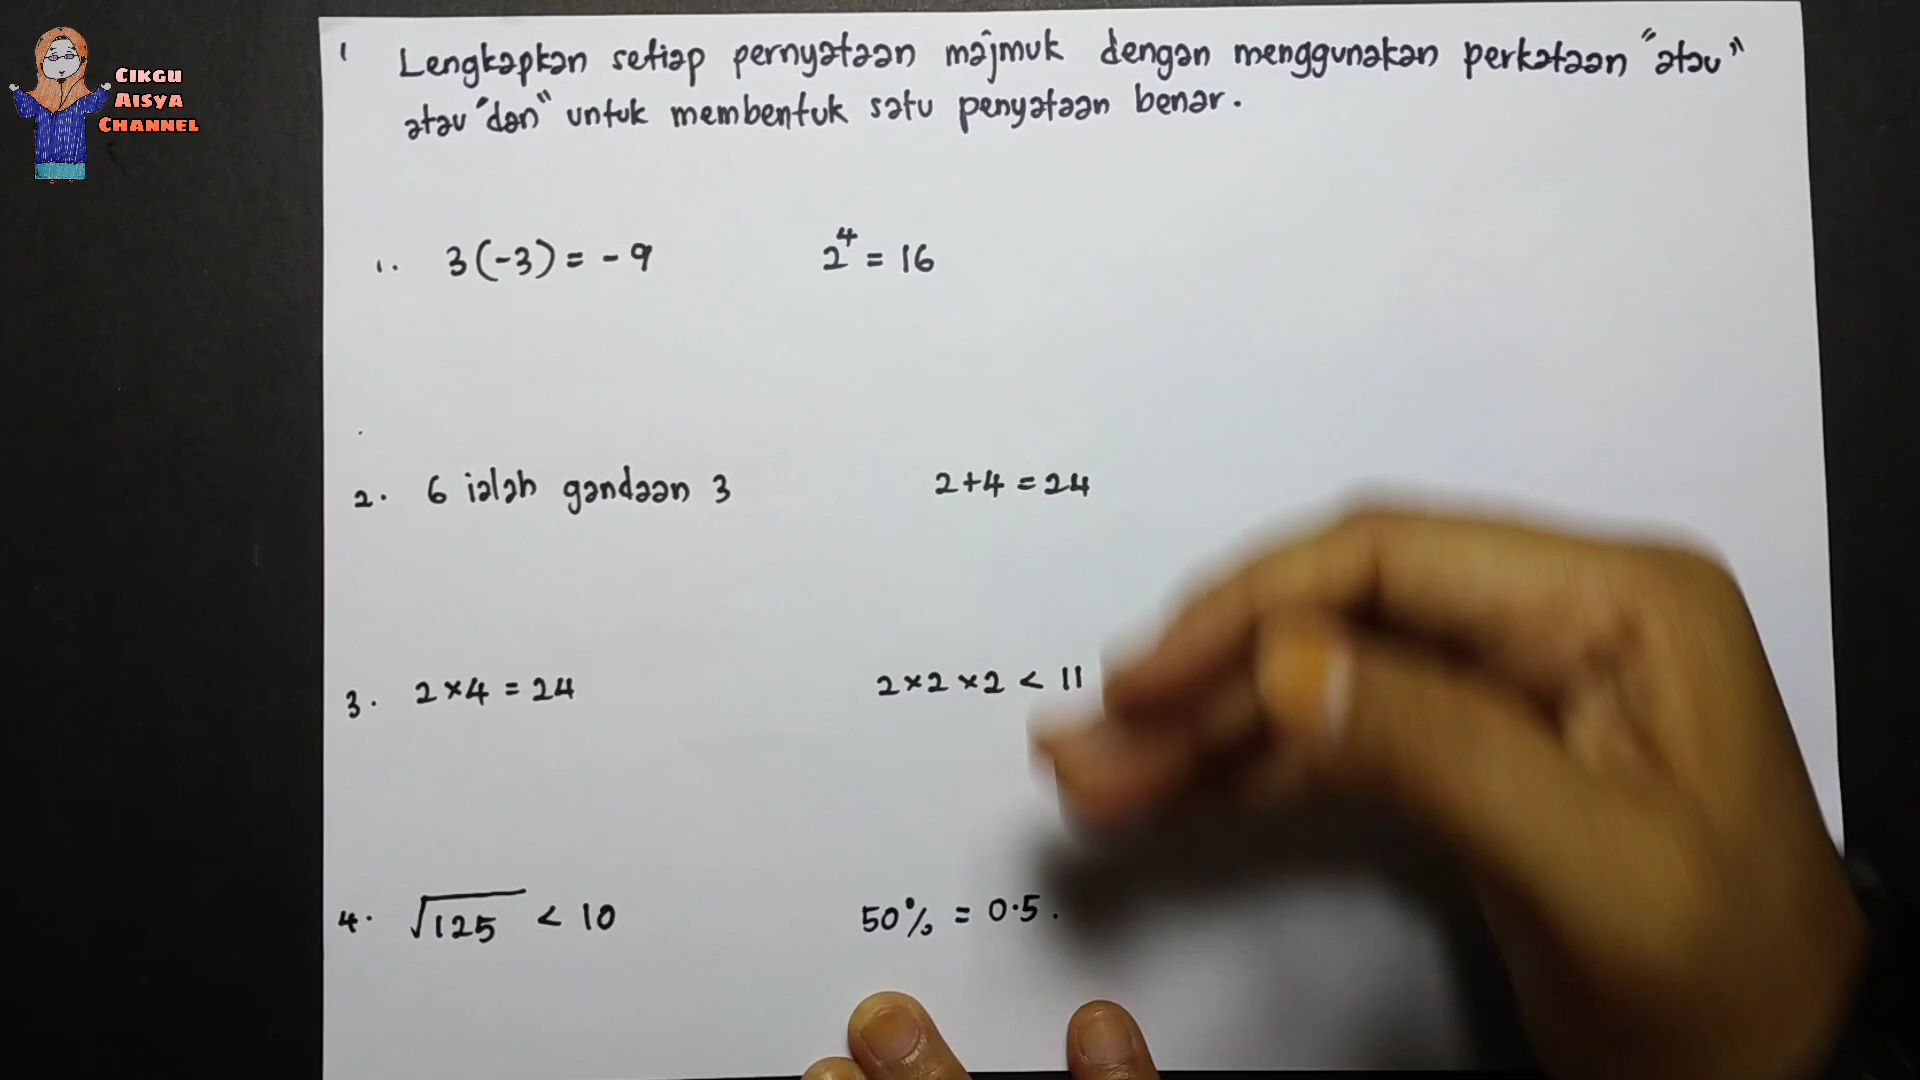 CIKGU
AISYA
CHANNEL
1 Lengkapkan setiap pernyataan majmuk dengan menggunakan perkataan "atau"
atau "dan" untuk membentuk satu penyataan benar.
1. 3(-3) = -9 2⁴ = 16
2. 6 ialah gandaan 3 2+4 = 24
3. 2×4 = 24 2×2×2 < 11
4. √125 < 10 50% = 0.5.